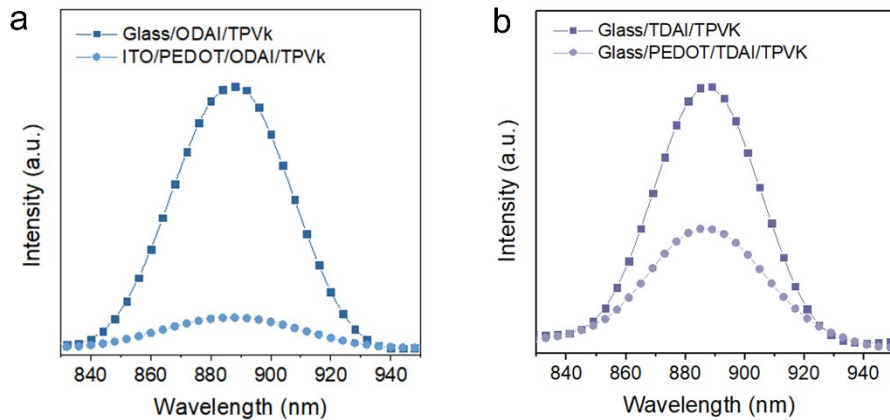 a
Glass/ODAI/TPVk
ITO/PEDOT/ODAI/TPVk
Intensity (a.u.)
840 860 880 900 920 940
Wavelength (nm)
b
Glass/TDAI/TPVK
Glass/PEDOT/TDAI/TPVK
Intensity (a.u.)
840 860 880 900 920 940
Wavelength (nm)